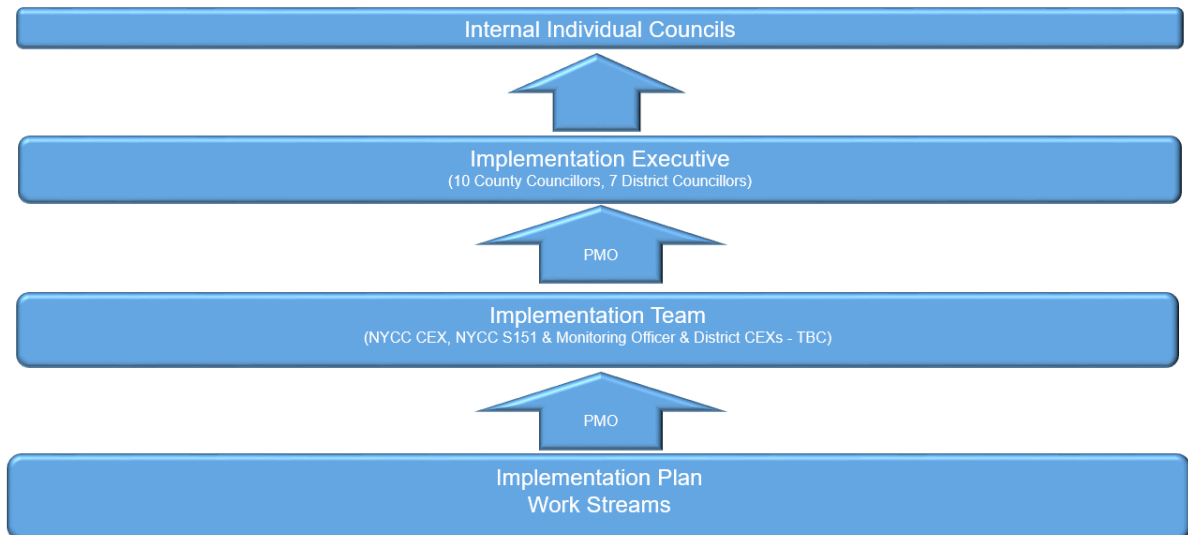 Internal Individual Councils
Implementation Executive
(10 County Councillors, 7 District Councillors)
PMO
Implementation Team
(NYCC CEX, NYCC S151 & Monitoring Officer & District CEXs - TBC)
PMO
Implementation Plan
Work Streams